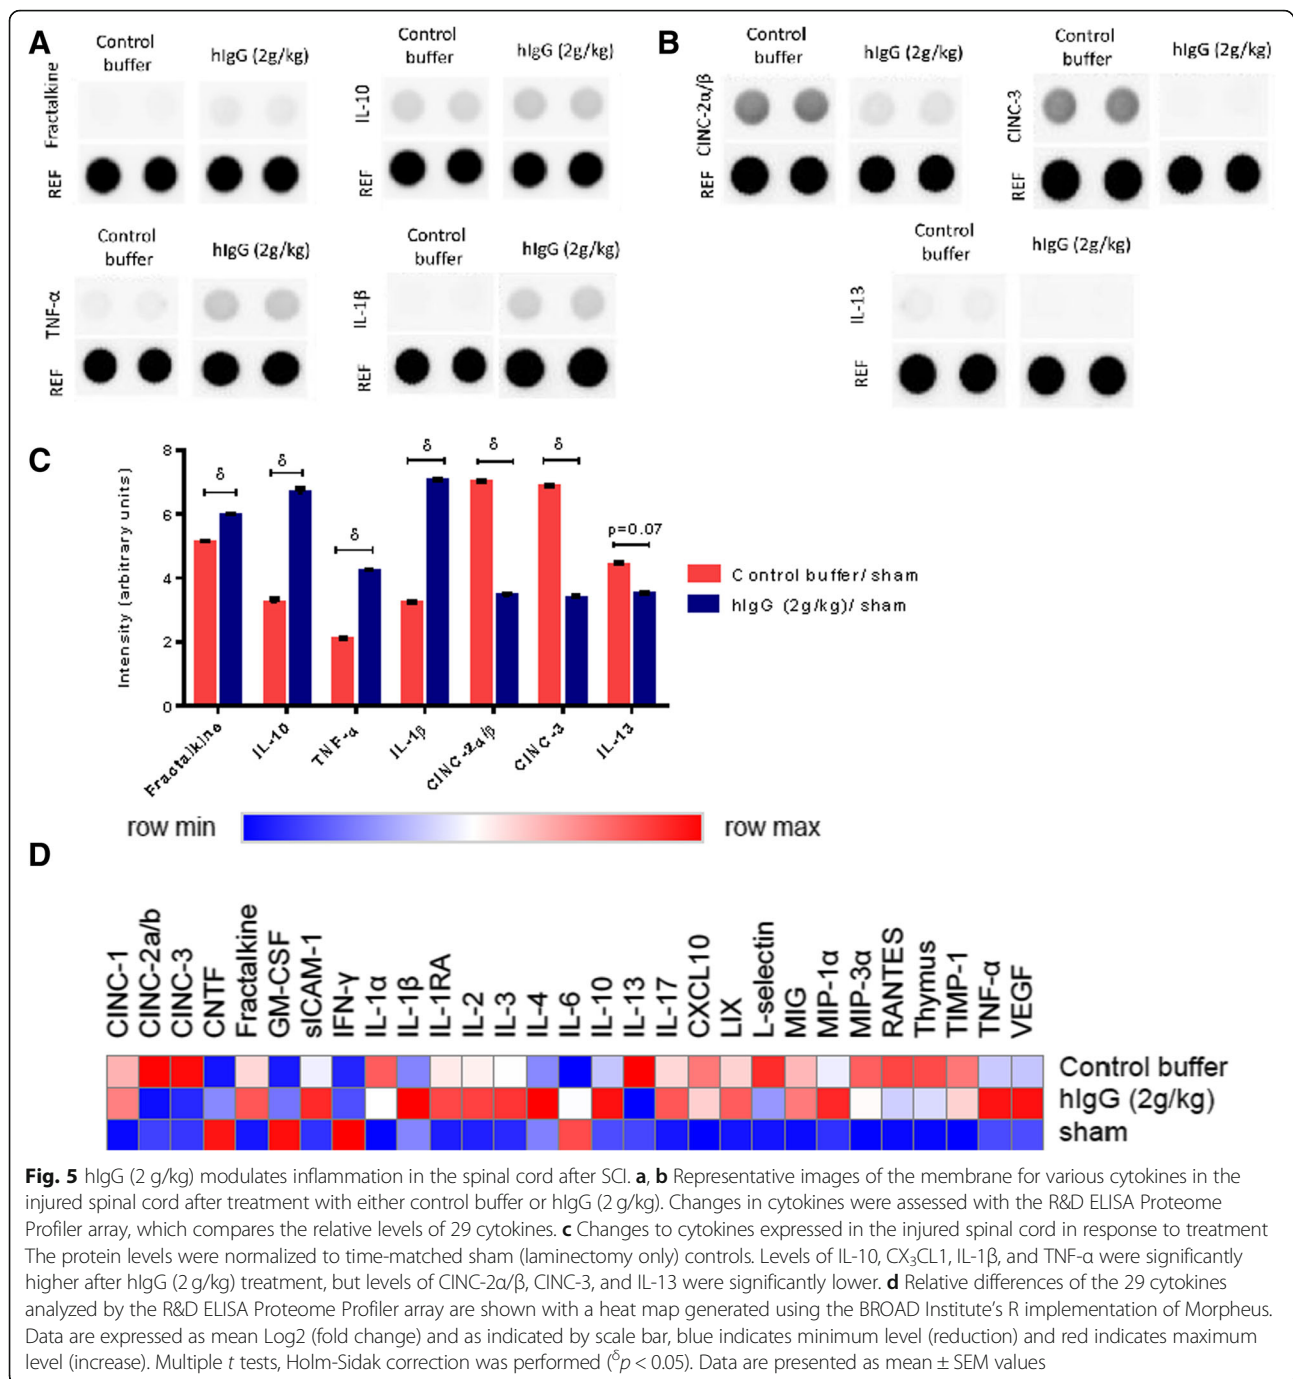 A
Control
buffer
hIgG (2g/kg)
Fractalkine
REF
Control
buffer
hIgG (2g/kg)
IL-10
REF
Control
buffer
hIgG (2g/kg)
TNF-α
REF
Control
buffer
hIgG (2g/kg)
IL-1β
REF
B
Control
buffer
hIgG (2g/kg)
CINC-2α/β
REF
Control
buffer
hIgG (2g/kg)
CINC-3
REF
Control
buffer
hIgG (2g/kg)
IL-13
REF
C
Intensity (arbitrary units)
8
6
4
2
0
δ
δ
δ
δ
δ
δ
p=0.07
Fractalkine
IL-10
TNF-α
IL-1β
CINC-2α/β
CINC-3
IL-13
Control buffer/ sham
hIgG (2g/kg)/ sham
row min
row max
D
CINC-1
CINC-2a/b
CINC-3
CNTF
Fractalkine
GM-CSF
sICAM-1
IFN-γ
IL-1α
IL-1β
IL-1RA
IL-2
IL-3
IL-4
IL-6
IL-10
IL-13
IL-17
CXCL10
LIX
L-selectin
MIG
MIP-1α
MIP-3α
RANTES
Thymus
TIMP-1
TNF-α
VEGF
Control buffer
hIgG (2g/kg)
sham
Fig. 5 hIgG (2 g/kg) modulates inflammation in the spinal cord after SCI. a, b Representative images of the membrane for various cytokines in the
injured spinal cord after treatment with either control buffer or hIgG (2 g/kg). Changes in cytokines were assessed with the R&D ELISA Proteome
Profiler array, which compares the relative levels of 29 cytokines. c Changes to cytokines expressed in the injured spinal cord in response to treatment
The protein levels were normalized to time-matched sham (laminectomy only) controls. Levels of IL-10, CX₃CL1, IL-1β, and TNF-α were significantly
higher after hIgG (2 g/kg) treatment, but levels of CINC-2α/β, CINC-3, and IL-13 were significantly lower. d Relative differences of the 29 cytokines
analyzed by the R&D ELISA Proteome Profiler array are shown with a heat map generated using the BROAD Institute's R implementation of Morpheus.
Data are expressed as mean Log2 (fold change) and as indicated by scale bar, blue indicates minimum level (reduction) and red indicates maximum
level (increase). Multiple t tests, Holm-Sidak correction was performed (δp < 0.05). Data are presented as mean ± SEM values